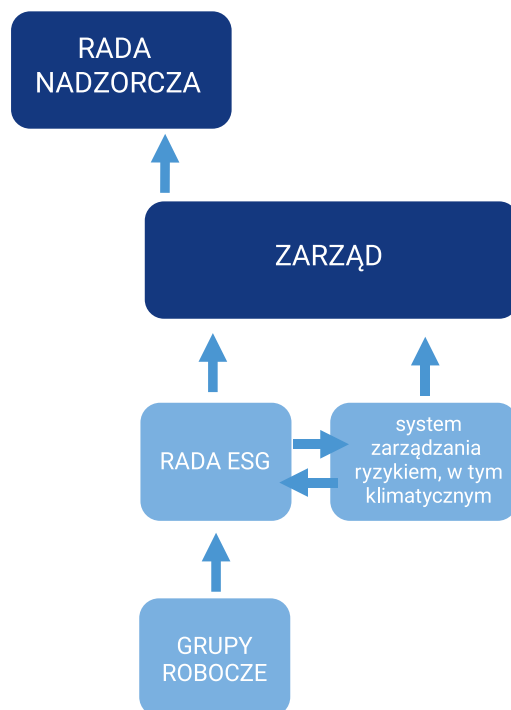 RADA
NADZORCZA
ZARZĄD
RADA ESG
system
zarządzania
ryzykiem, w tym
klimatycznym
GRUPY
ROBOCZE